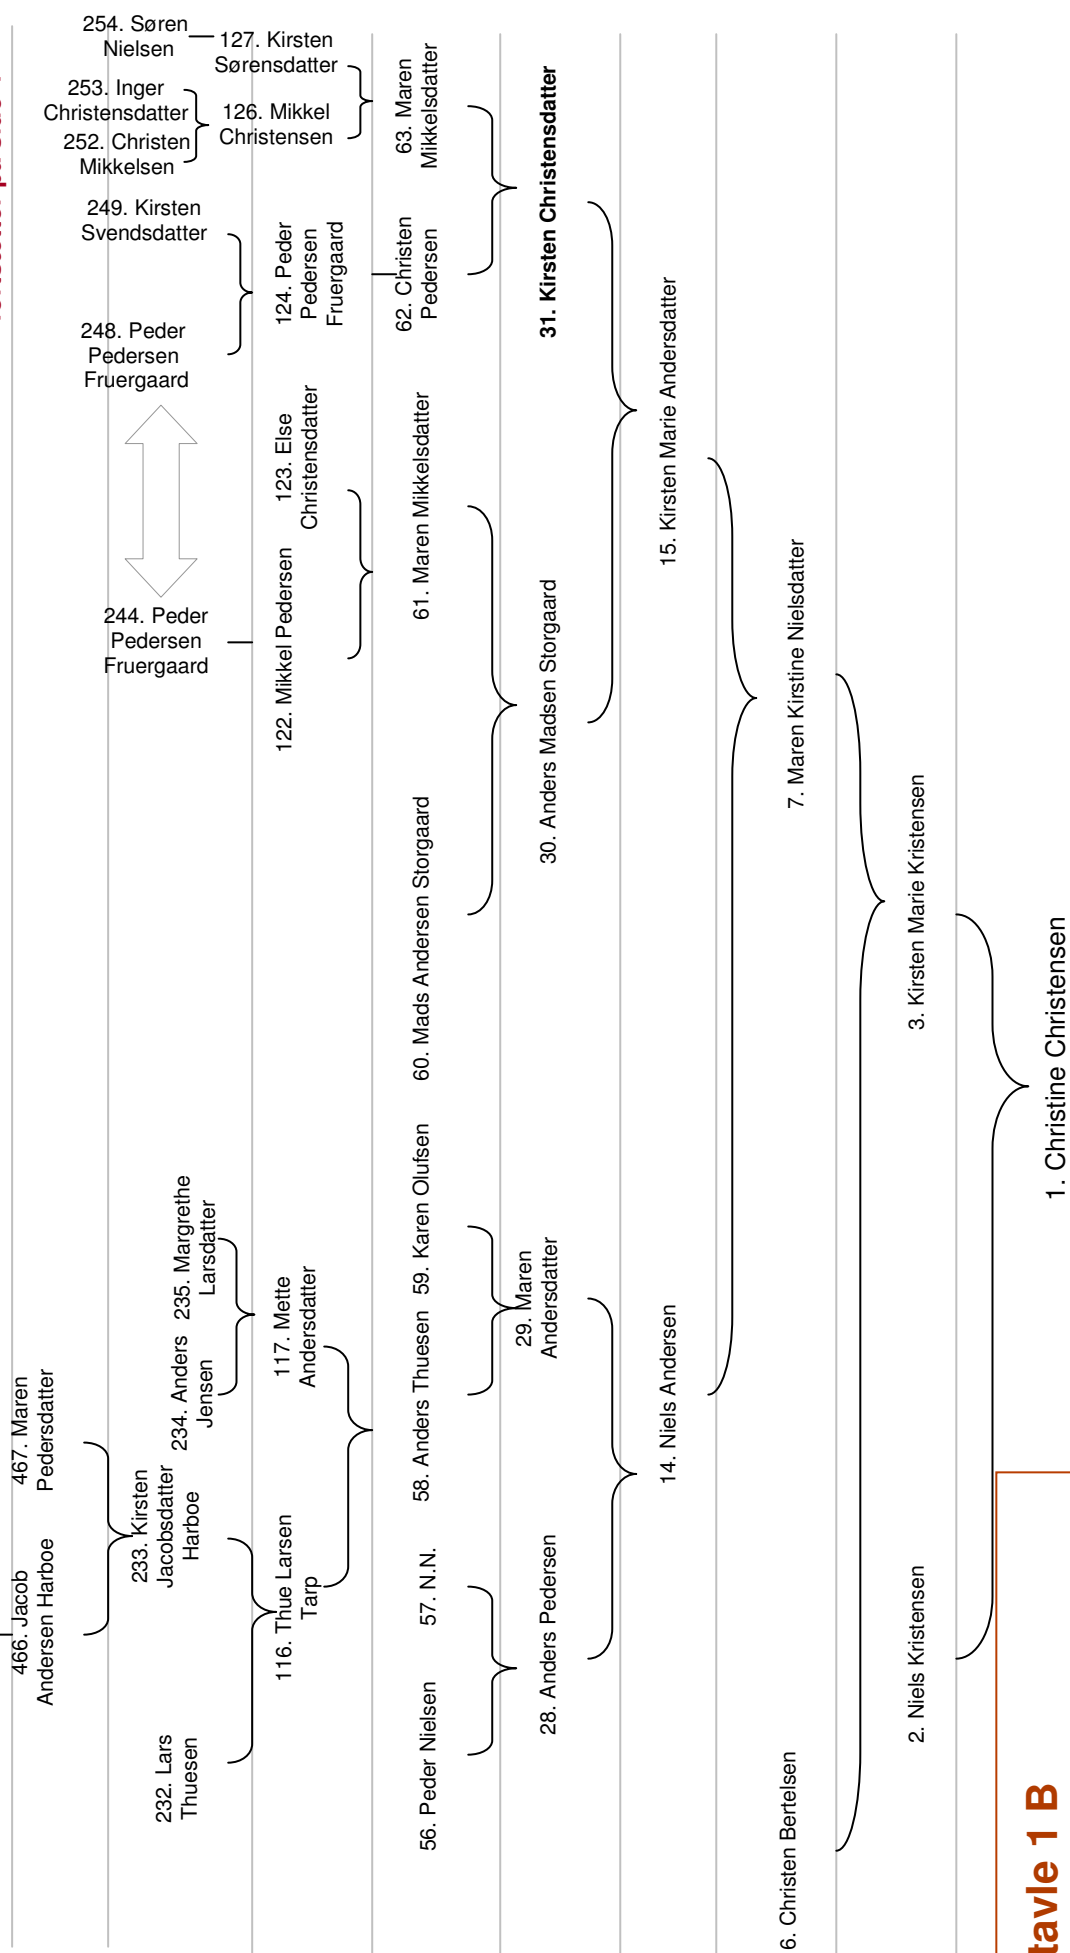 254. Søren
Nielsen
127. Kirsten
Sørensdatter
253. Inger
Christensdatter
126. Mikkel
Christensen
252. Christen
Mikkelsen
63. Maren
Mikkelsdatter
249. Kirsten
Svendsdatter
124. Peder
Pedersen
Fruergaard
62. Christen
Pedersen
31. Kirsten Christensdatter
248. Peder
Pedersen
Fruergaard
123. Else
Christensdatter
61. Maren Mikkelsdatter
15. Kirsten Marie Andersdatter
244. Peder
Pedersen
Fruergaard
122. Mikkel Pedersen
30. Anders Madsen Storgaard
7. Maren Kirstine Nielsdatter
60. Mads Andersen Storgaard
3. Kirsten Marie Kristensen
1. Christine Christensen
235. Margrethe
Larsdatter
59. Karen Olufsen
29. Maren
Andersdatter
117. Mette
Andersdatter
234. Anders
Jensen
58. Anders Thuesen
14. Niels Andersen
467. Maren
Pedersdatter
233. Kirsten
Jacobsdatter
Harboe
466. Jacob
Andersen Harboe
116. Thue Larsen
Tarp
57. N.N.
28. Anders Pedersen
2. Niels Kristensen
232. Lars
Thuesen
56. Peder Nielsen
6. Christen Bertelsen
tavle 1 B